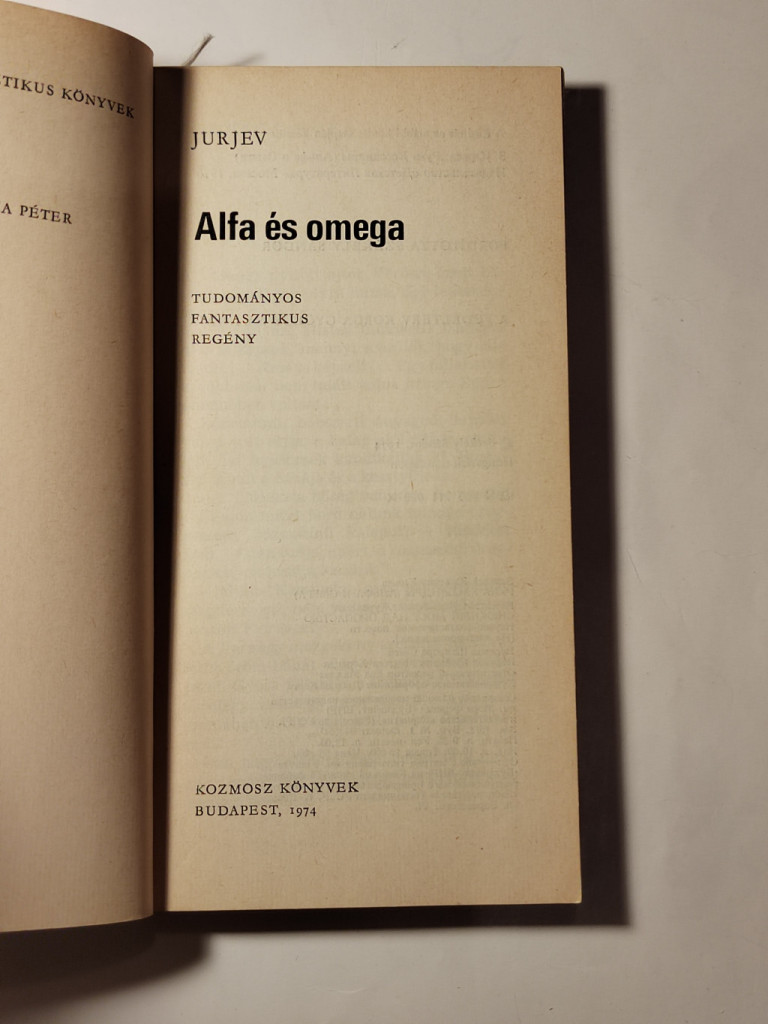 TIKUS KÖNYVEK
A PÉTER
JURJEV
Alfa és omega
TUDOMÁNYOS
FANTASZTIKUS
REGÉNY
KOZMOSZ KÖNYVEK
BUDAPEST, 1974